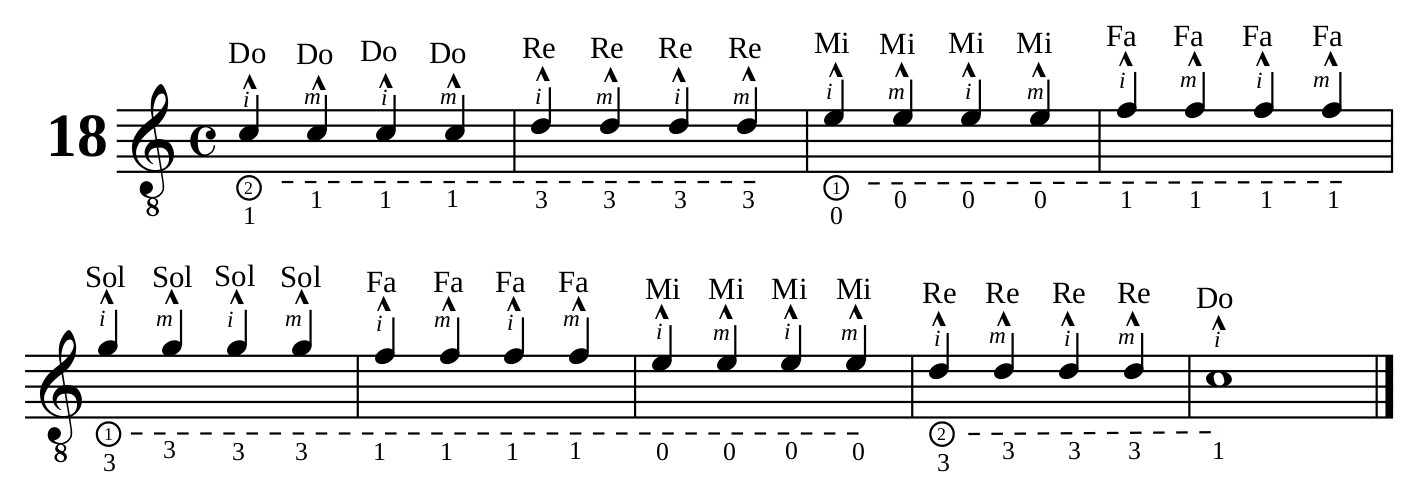 Do Do Do Do Re Re Re Re Mi Mi Mi Mi Fa Fa Fa Fa
i m i m i m i m i m i m i m i m
18
8
② 1 1 1 3 3 3 3 ① 0 0 0 1 1 1 1
1 0
Sol Sol Sol Sol Fa Fa Fa Fa Mi Mi Mi Mi Re Re Re Re Do
i m i m i m i m i m i m i m i m i
8
① 3 3 3 1 1 1 1 0 0 0 0 ② 3 3 3 1
3 3